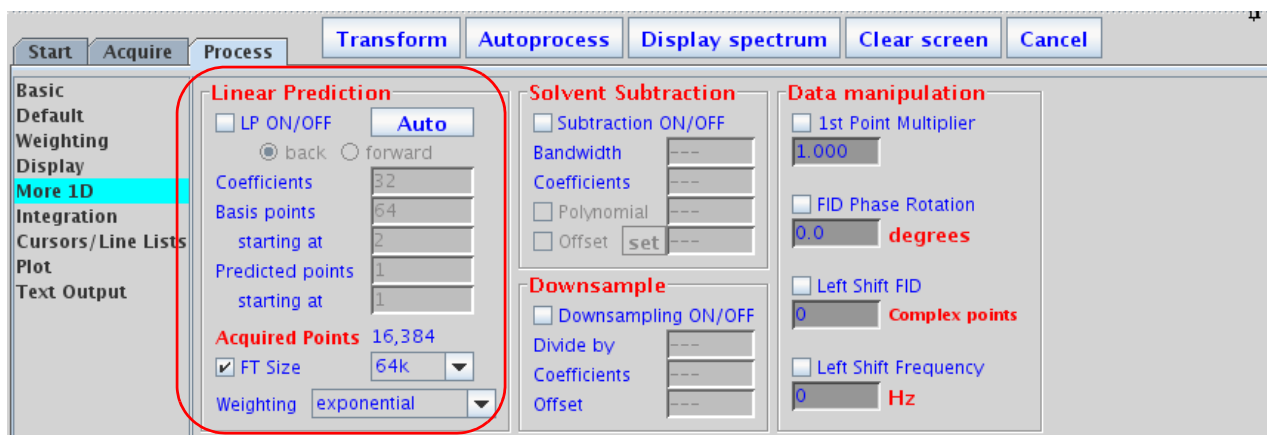 Start Acquire Process Transform Autoprocess Display spectrum Clear screen Cancel
Basic
Default
Weighting
Display
More 1D
Integration
Cursors/Line Lists
Plot
Text Output
Linear Prediction
LP ON/OFF Auto
back forward
Coefficients 32
Basis points 64
starting at 2
Predicted points 1
starting at 1
Acquired Points 16,384
FT Size 64k
Weighting exponential
Solvent Subtraction
Subtraction ON/OFF
Bandwidth ---
Coefficients ---
Polynomial ---
Offset set ---
Downsample
Downsampling ON/OFF
Divide by ---
Coefficients ---
Offset ---
Data manipulation
1st Point Multiplier
1.000
FID Phase Rotation
0.0 degrees
Left Shift FID
0 Complex points
Left Shift Frequency
0 Hz